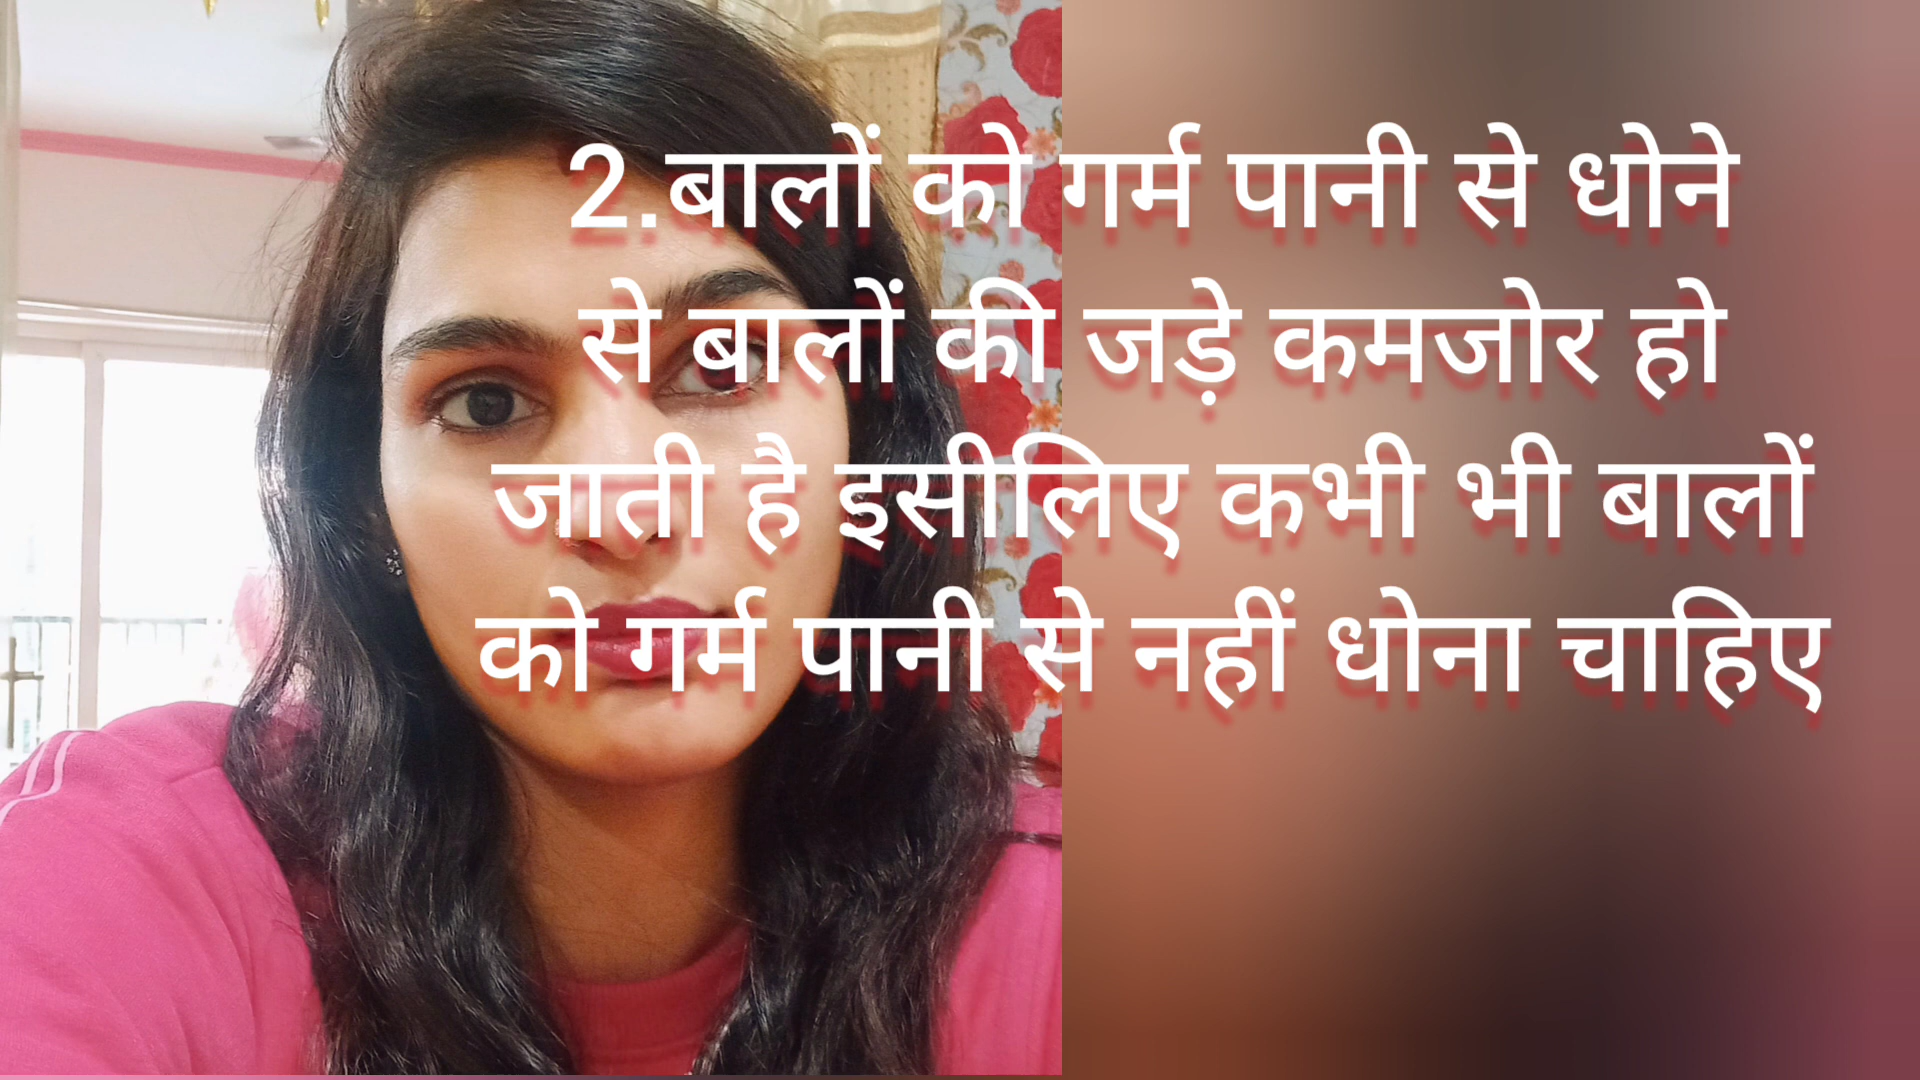 2.बालों को गर्म पानी से धोने
से बालों की जड़े कमजोर हो
जाती है इसीलिए कभी भी बालों
को गर्म पानी से नहीं धोना चाहिए